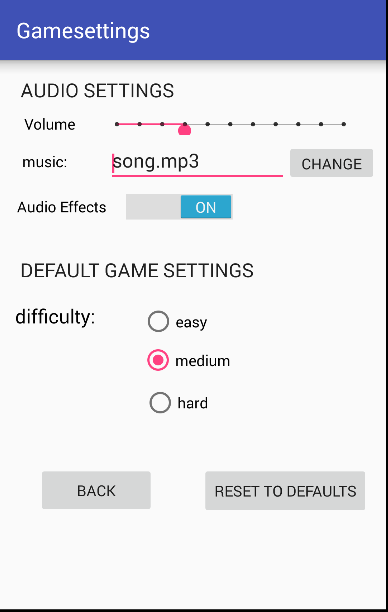 Gamesettings
AUDIO SETTINGS
Volume
music: song.mp3 CHANGE
Audio Effects ON
DEFAULT GAME SETTINGS
difficulty: easy
medium
hard
BACK RESET TO DEFAULTS